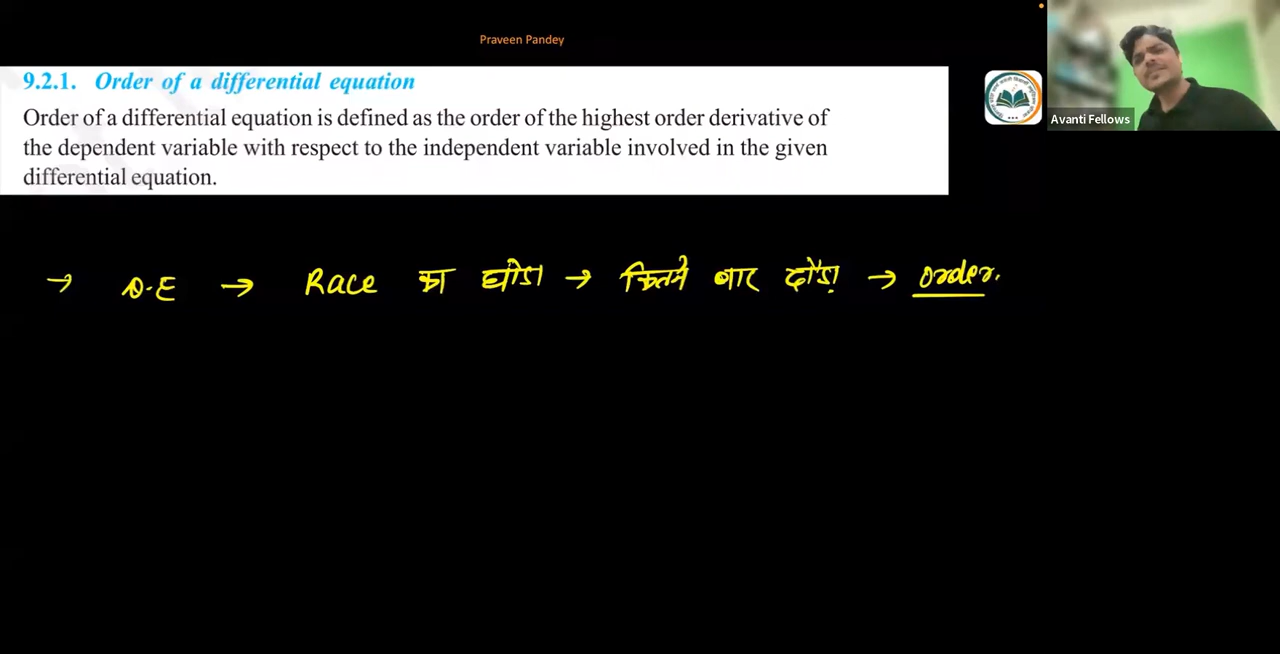 Praveen Pandey
9.2.1. Order of a differential equation
Order of a differential equation is defined as the order of the highest order derivative of
the dependent variable with respect to the independent variable involved in the given
differential equation.
Avanti Fellows
→ D.E → Race का घोडा → कितने बार दौडा → order.